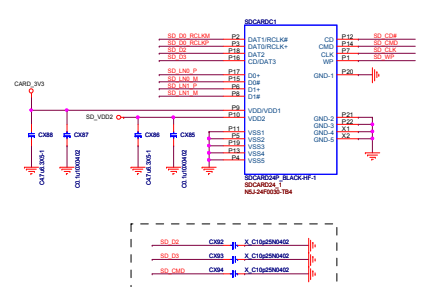 SDCARDC1
SD_D0_RCLKM P2 DAT1/RCLK# CD P12 SD_CD#
SD_D0_RCLKP P3 DAT0/RCLK+ CMD P14 SD_CMD
SD_D2 P18 DAT2 CLK P7 SD_CLK
SD_D3 P16 CD/DAT3 WP P1 SD_WP
SD_LN0_P P17 D0+ GND-1 P20
SD_LN0_M P15 D0#
SD_LN1_P P6 D1+
SD_LN1_M P8 D1#
CARD_3V3
P9 VDD/VDD1
SD_VDD2 P10 VDD2 GND-2 P21
GND-3 P22
P11 VSS1 GND-4 X1
P5 VSS2 GND-5 X2
P19 VSS3
P13 VSS4
P4 VSS5
CX88 CX87 CX86 CX85
C47u6.3X5-1 C0.1u10X0402 C47u6.3X5-1 C0.1u10X0402
SDCARD24P_BLACK-HF-1
SDCARD24_1
N5J-24F0030-TB4
SD_D2 CX92 X_C10p25N0402
SD_D3 CX93 X_C10p25N0402
SD_CMD CX94 X_C10p25N0402